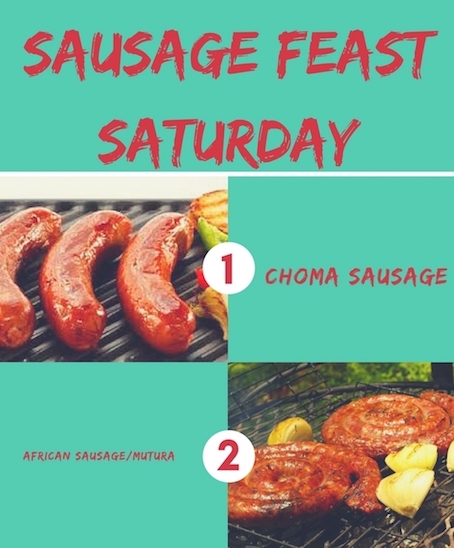 SAUSAGE FEAST
SATURDAY
1
CHOMA SAUSAGE
AFRICAN SAUSAGE/MUTURA
2